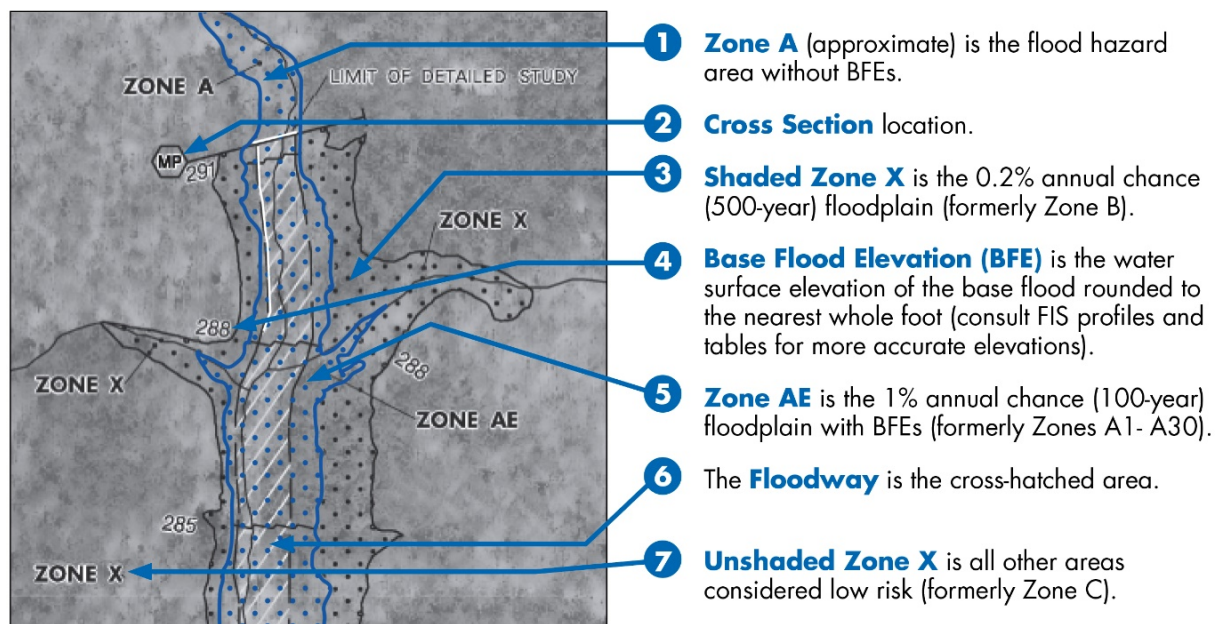 ZONE A
LIMIT OF DETAILED STUDY
MP
291
ZONE X
288
288
ZONE X
ZONE AE
285
ZONE X
1 Zone A (approximate) is the flood hazard
area without BFEs.
2 Cross Section location.
3 Shaded Zone X is the 0.2% annual chance
(500-year) floodplain (formerly Zone B).
4 Base Flood Elevation (BFE) is the water
surface elevation of the base flood rounded to
the nearest whole foot (consult FIS profiles and
tables for more accurate elevations).
5 Zone AE is the 1% annual chance (100-year)
floodplain with BFEs (formerly Zones A1- A30).
6 The Floodway is the cross-hatched area.
7 Unshaded Zone X is all other areas
considered low risk (formerly Zone C).